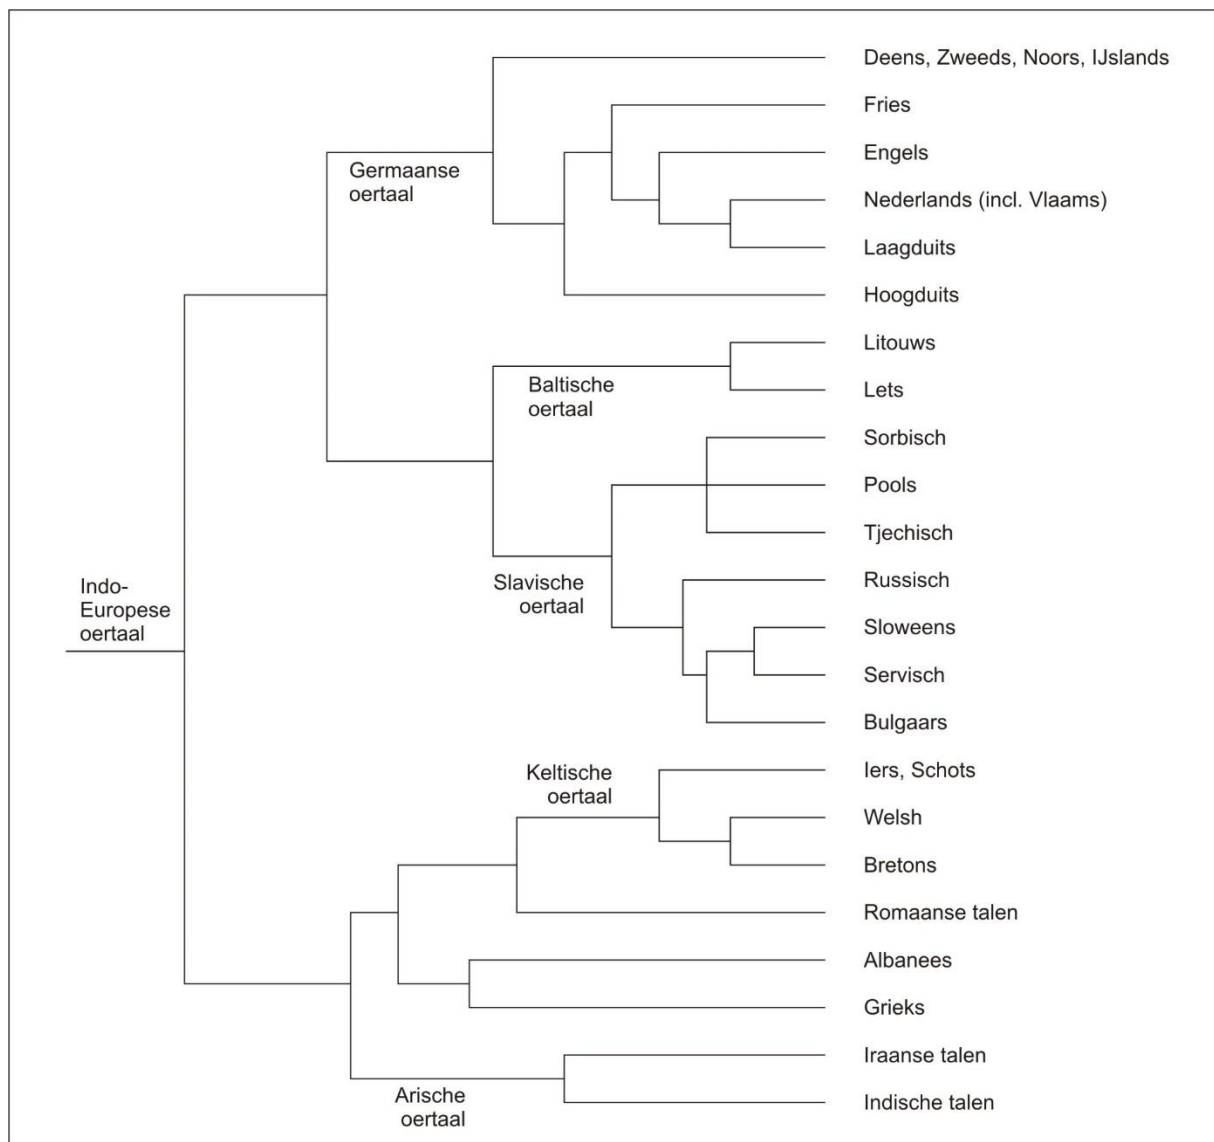 Deens, Zweeds, Noors, IJslands
Fries
Engels
Germaanse
oertaal
Nederlands (incl. Vlaams)
Laagduits
Hoogduits
Litouws
Baltische
oertaal
Lets
Sorbisch
Pools
Tjechisch
Indo-
Europese
oertaal
Slavische
oertaal
Russisch
Sloweens
Servisch
Bulgaars
Keltische
oertaal
Iers, Schots
Welsh
Bretons
Romaanse talen
Albanees
Grieks
Iraanse talen
Arische
oertaal
Indische talen